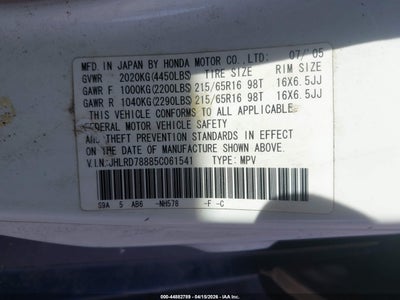 MFD. IN JAPAN BY HONDA MOTOR CO., LTD. 07/'05
GVWR 2020KG(4450LBS) TIRE SIZE RIM SIZE
GAWR F 1000KG(2200LBS) 215/65R16 98T 16X6.5JJ
GAWR R 1040KG(2290LBS) 215/65R16 98T 16X6.5JJ
THIS VEHICLE CONFORMS TO ALL APPLICABLE
FEDERAL MOTOR VEHICLE SAFETY
AND THEFT PREVENTION STANDARDS IN EFFECT
ON THE DATE OF MANUFACTURE SHOWN ABOVE.
V.I.N.:JHLRD78885C061541 TYPE: MPV
S9A 5 AB6 -NH578 -F -C
©IAA: 000-44882789 - 04/15/2026 - © IAA, Inc.